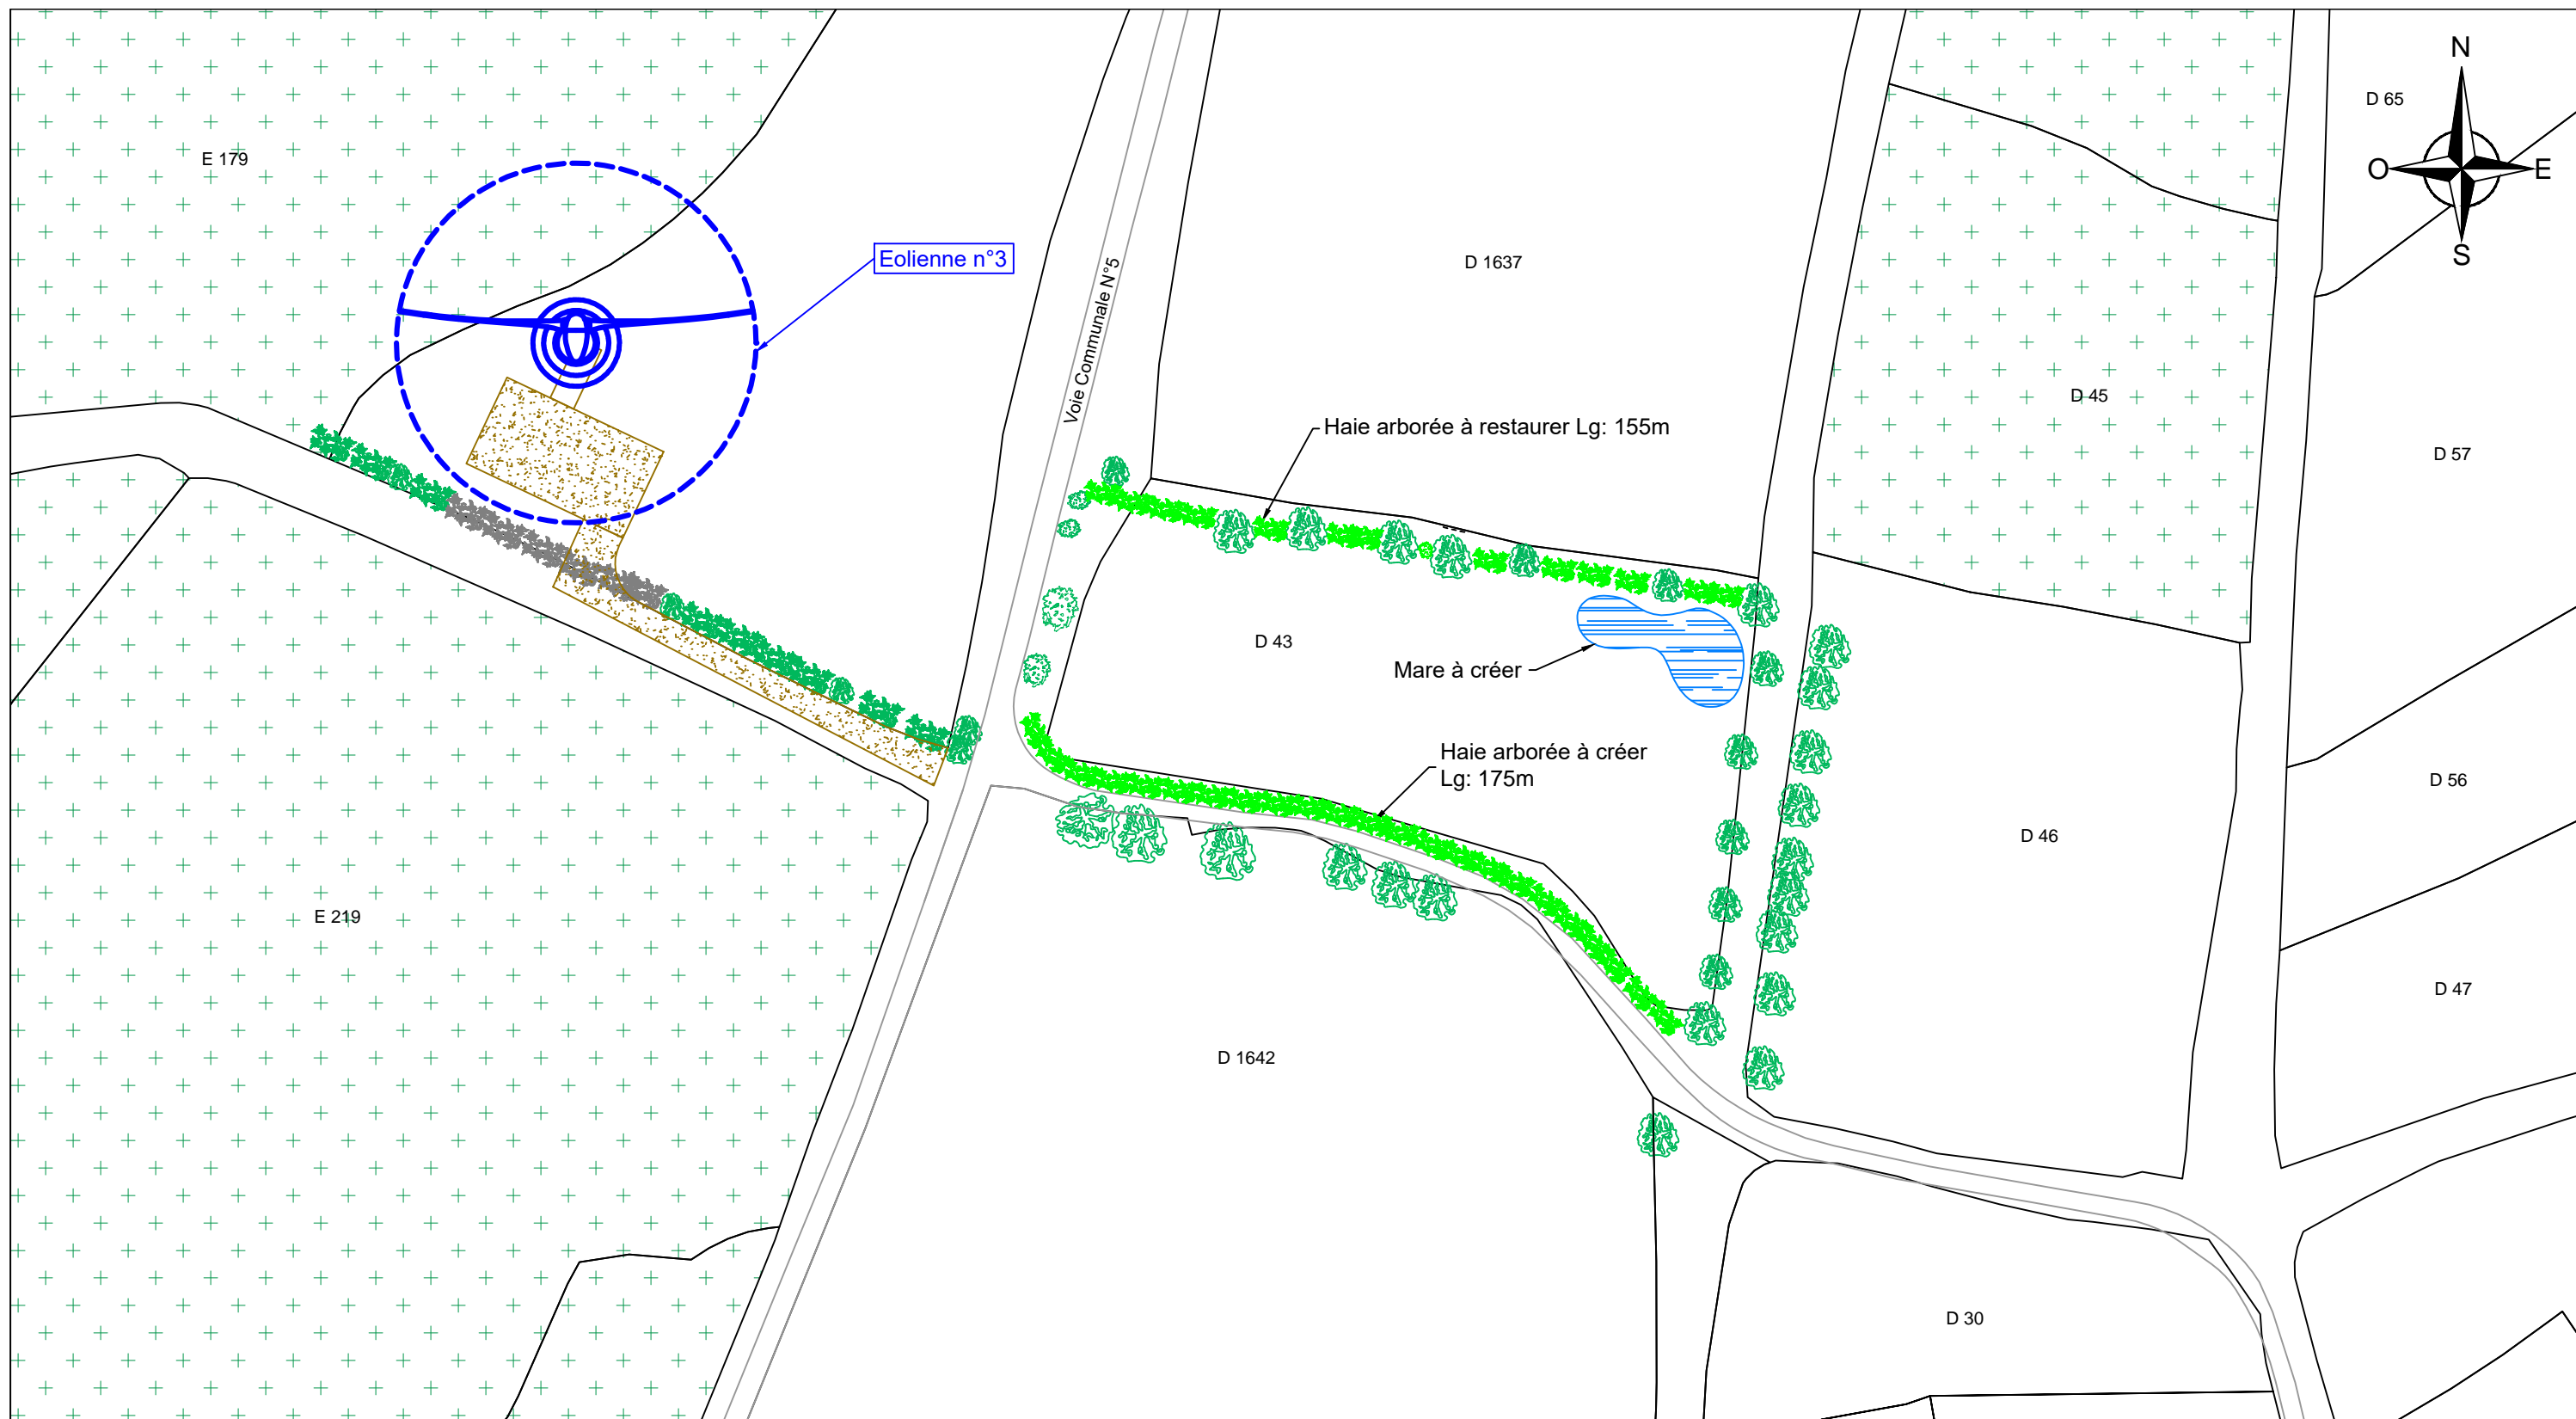 N
D 65
E 179
O
E
S
Eolienne n°3
D 1637
Voie Communale N°5
D 45
Haie arborée à restaurer Lg: 155m
D 57
D 43
Mare à créer
Haie arborée à créer
Lg: 175m
D 56
D 46
E 219
D 47
D 1642
D 30